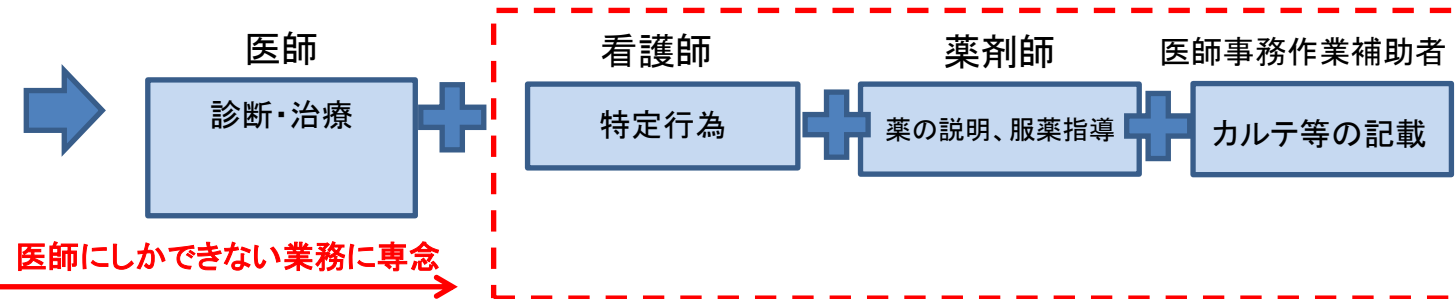 医師
看護師
薬剤師
医師事務作業補助者
診断・治療
特定行為
薬の説明、服薬指導
カルテ等の記載
医師にしかできない業務に専念